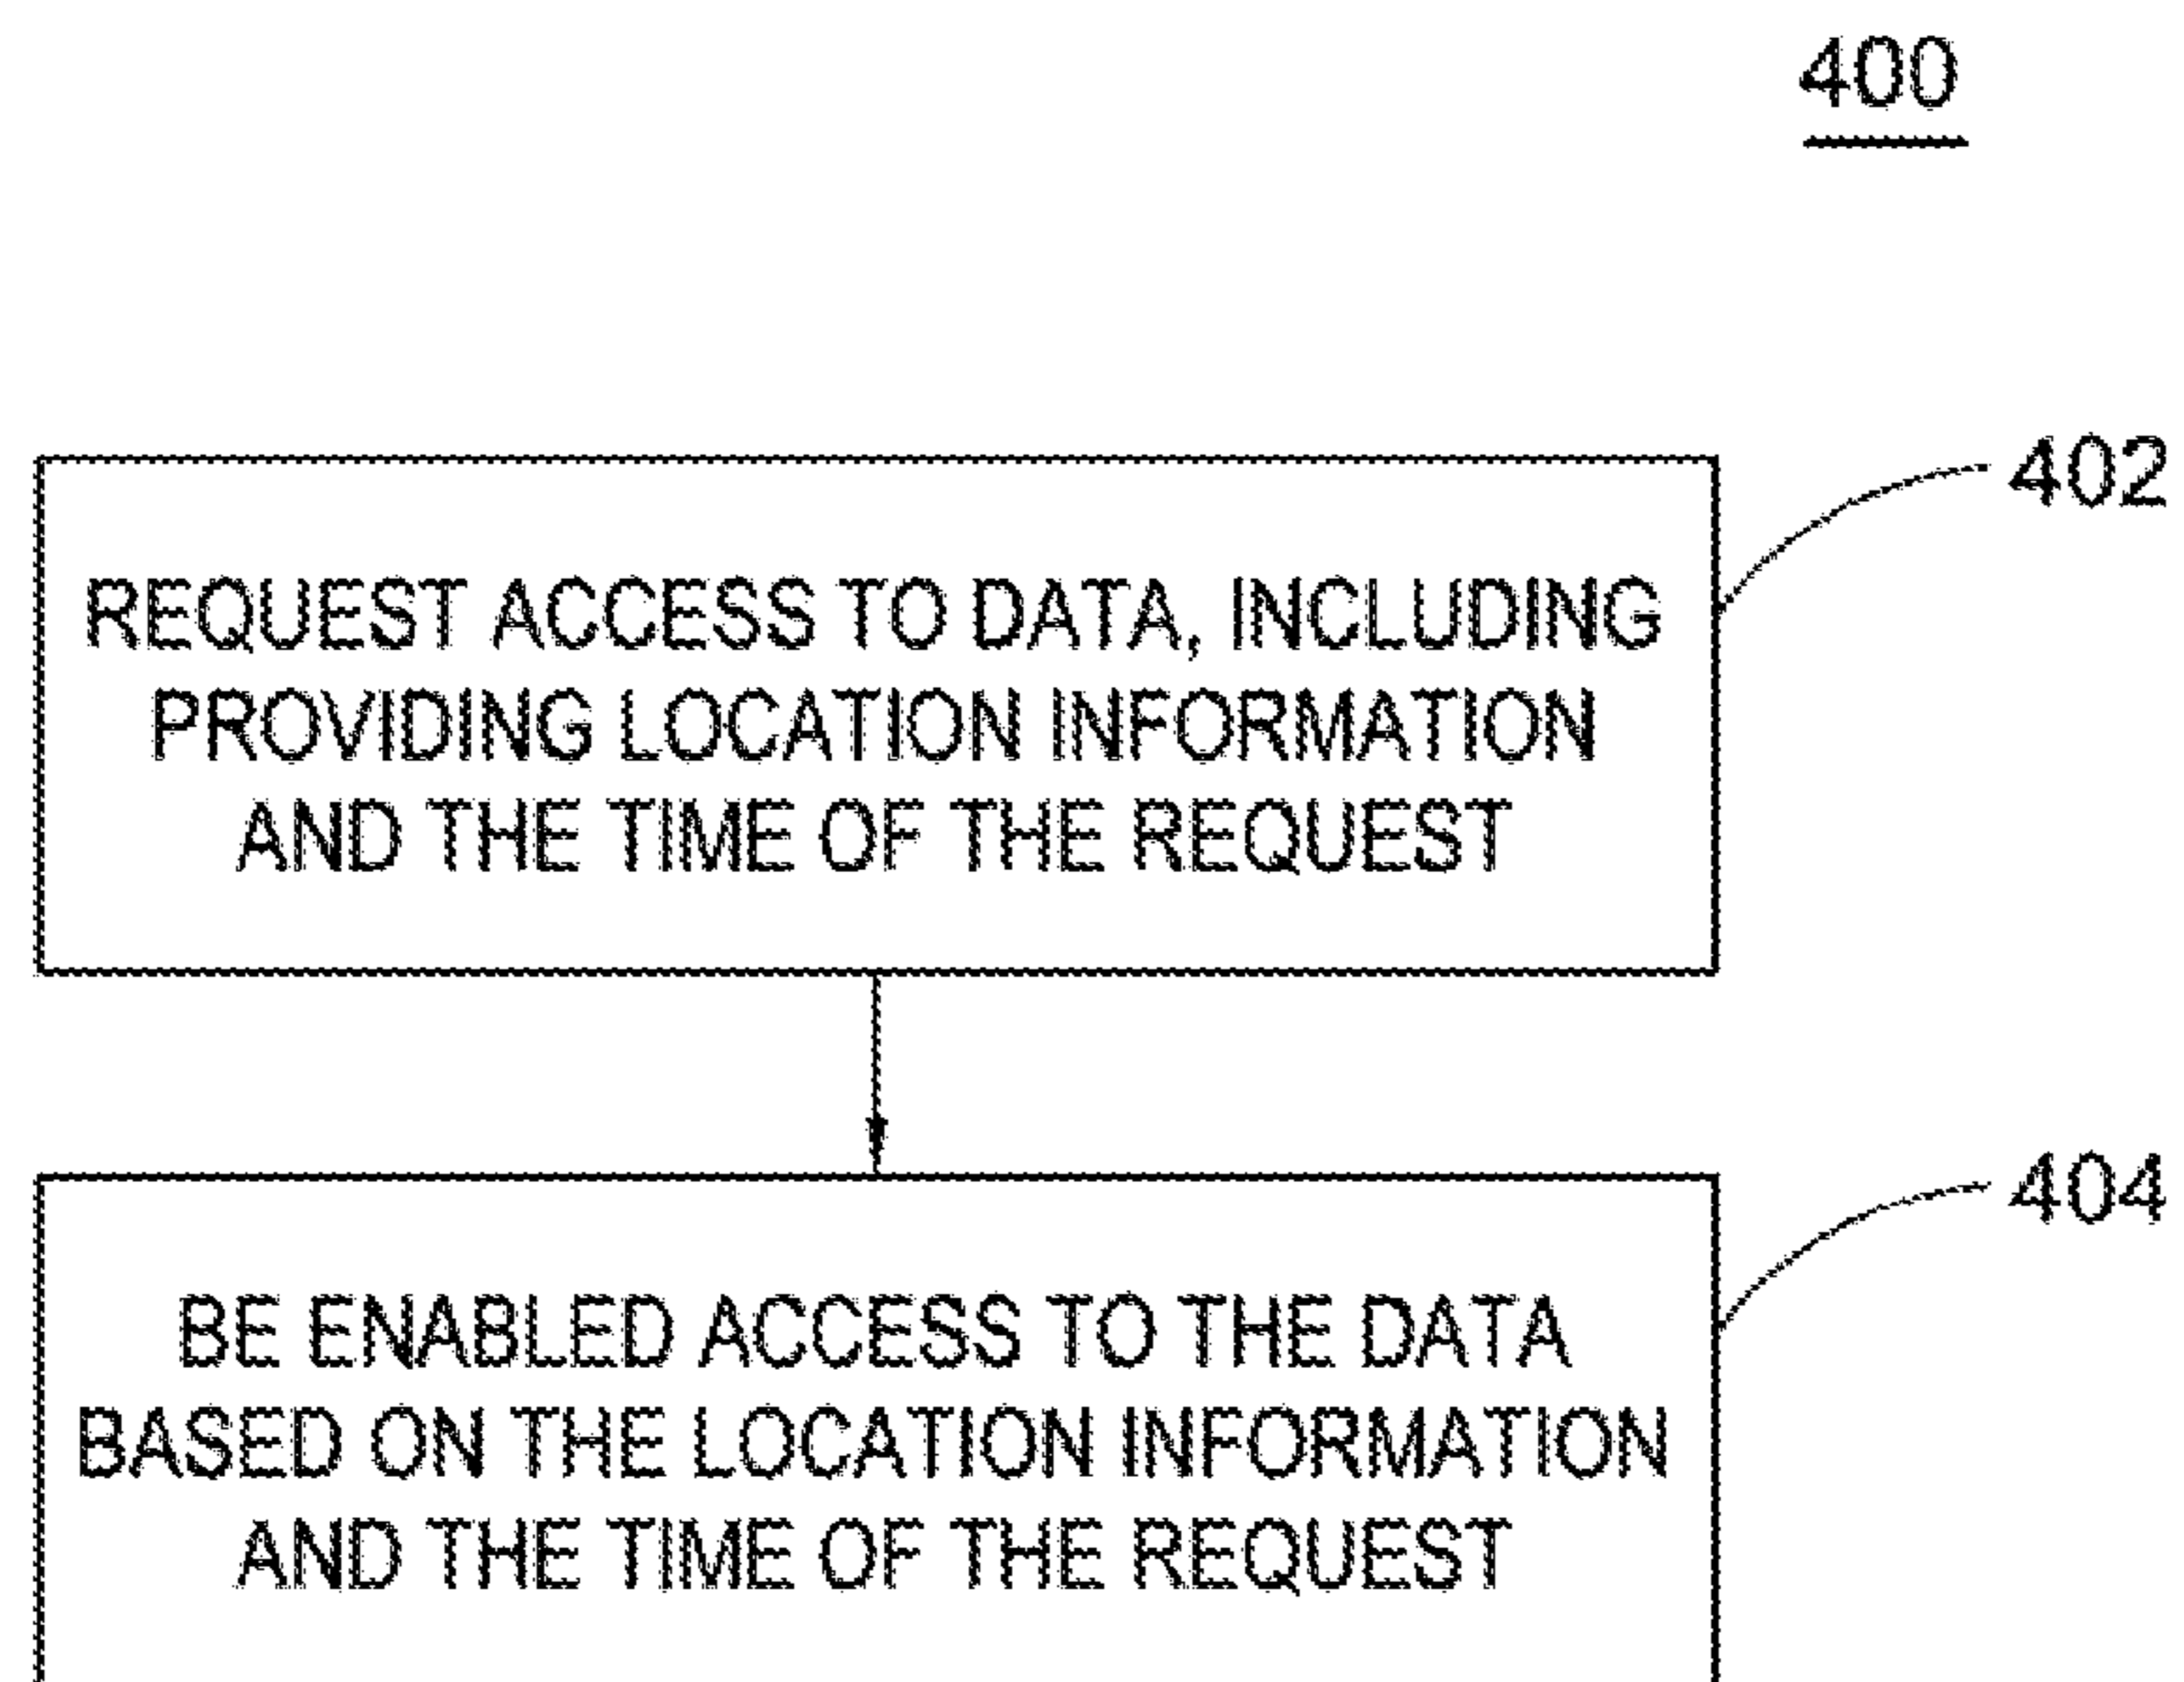 400
402
REQUEST ACCESS TO DATA, INCLUDING
PROVIDING LOCATION INFORMATION
AND THE TIME OF THE REQUEST
404
BE ENABLED ACCESS TO THE DATA
BASED ON THE LOCATION INFORMATION
AND THE TIME OF THE REQUEST